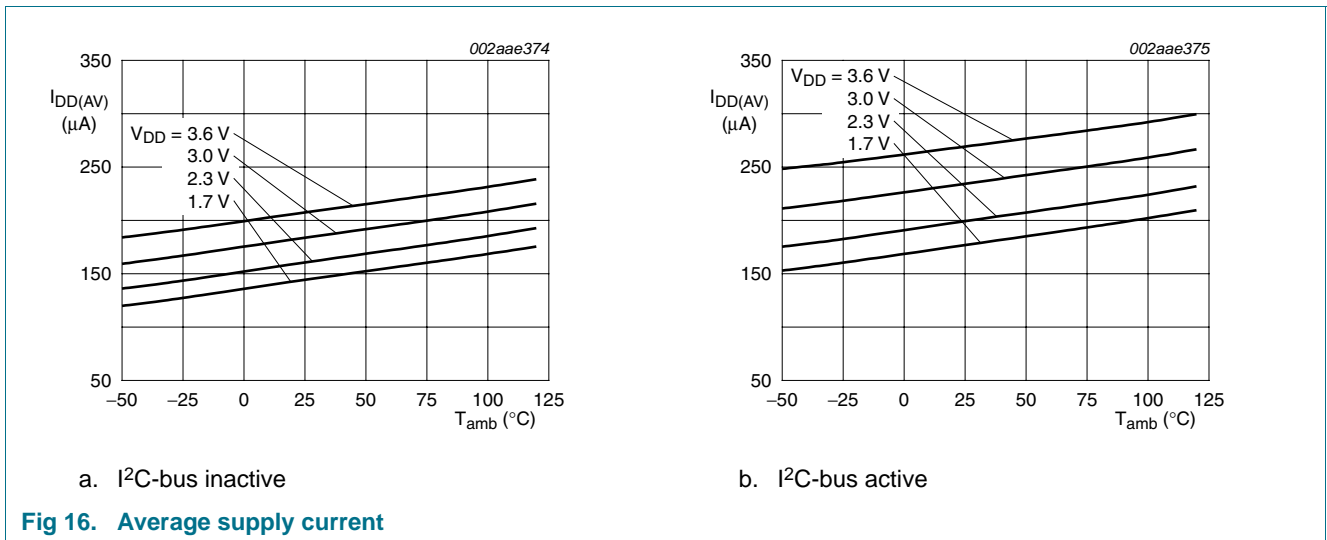 002aae374
350
I_DD(AV)
(μA)
V_DD = 3.6 V
3.0 V
2.3 V
1.7 V
250
150
50
−50 −25 0 25 50 75 100 125
T_amb (°C)
a. I²C-bus inactive
002aae375
350
I_DD(AV)
(μA)
V_DD = 3.6 V
3.0 V
2.3 V
1.7 V
250
150
50
−50 −25 0 25 50 75 100 125
T_amb (°C)
b. I²C-bus active
Fig 16. Average supply current